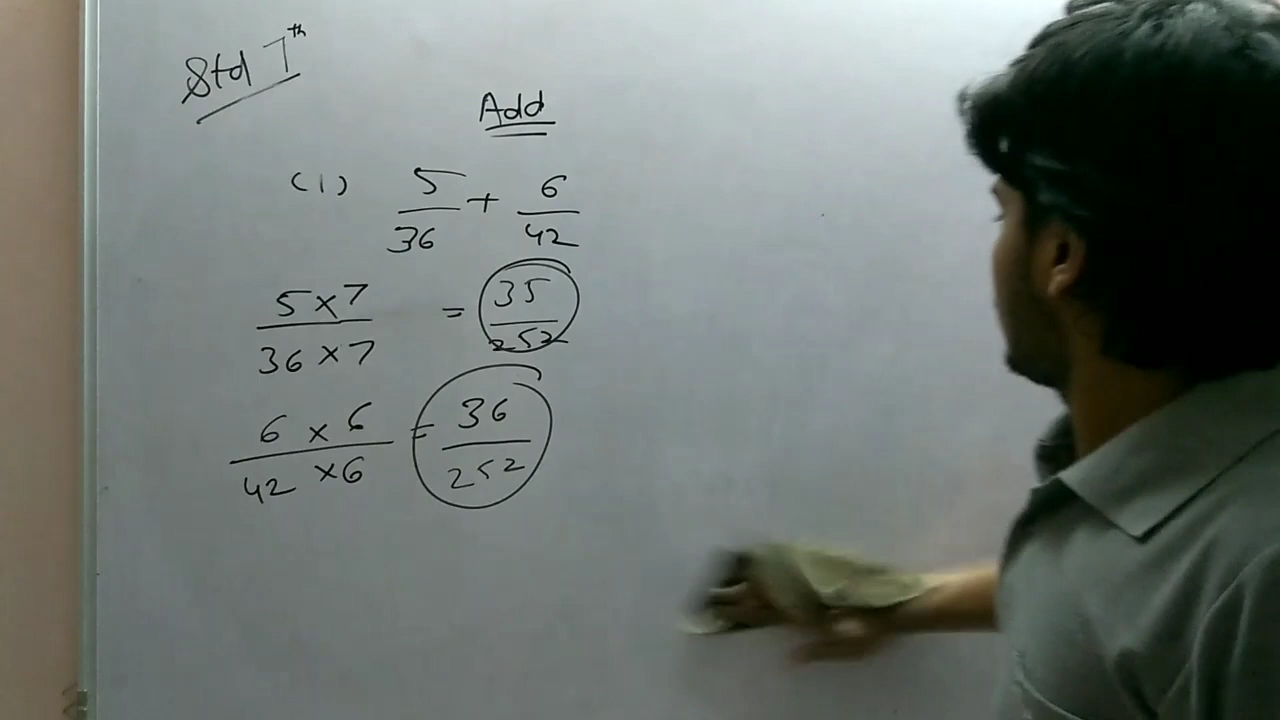 Std 7th
Add
(1) 5/36 + 6/42
5×7/36×7 = 35/252
6×6/42×6 = 36/252